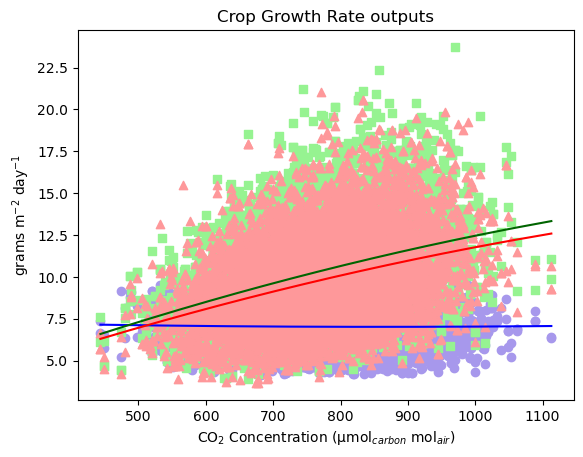 Crop Growth Rate outputs
grams m⁻² day⁻¹
22.5
20.0
17.5
15.0
12.5
10.0
7.5
5.0
500 600 700 800 900 1000 1100
CO₂ Concentration (μmol_carbon mol_air)